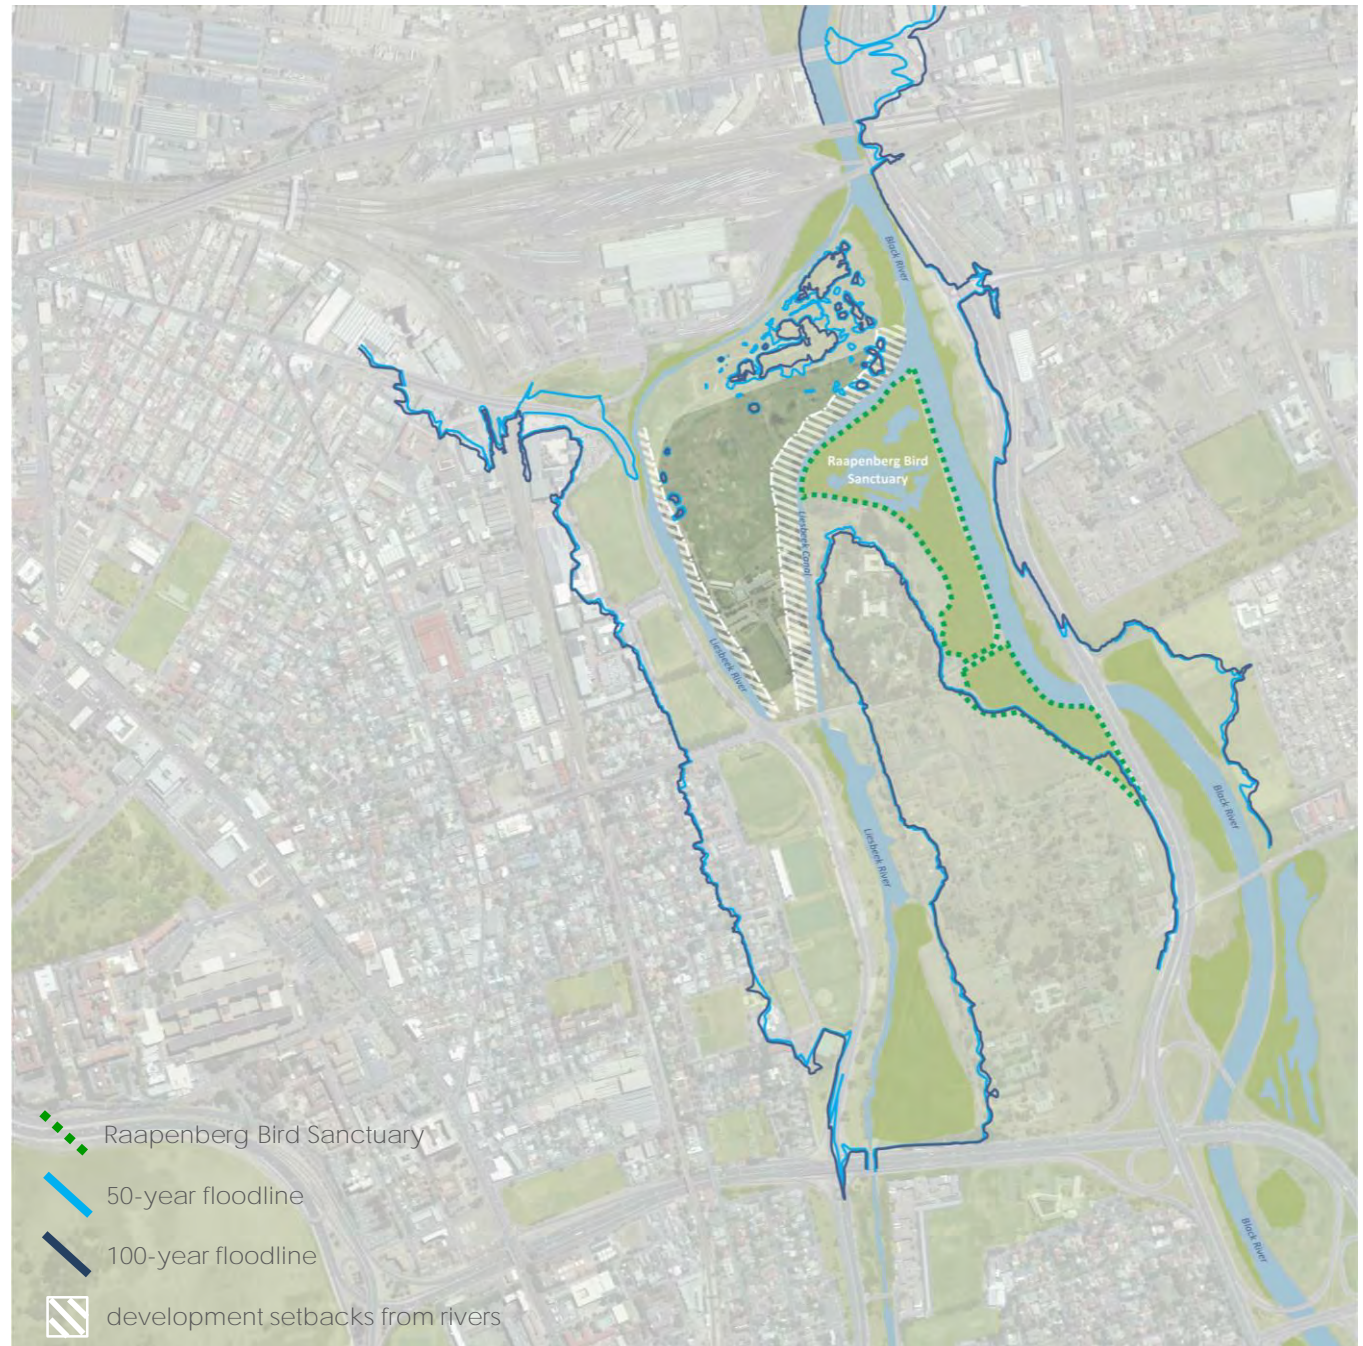 Black River
Raapenberg Bird
Sanctuary
Liesbeek Canal
Liesbeek River
Black River
Liesbeek River
Raapenberg Bird Sanctuary
50-year floodline
Black River
100-year floodline
development setbacks from rivers